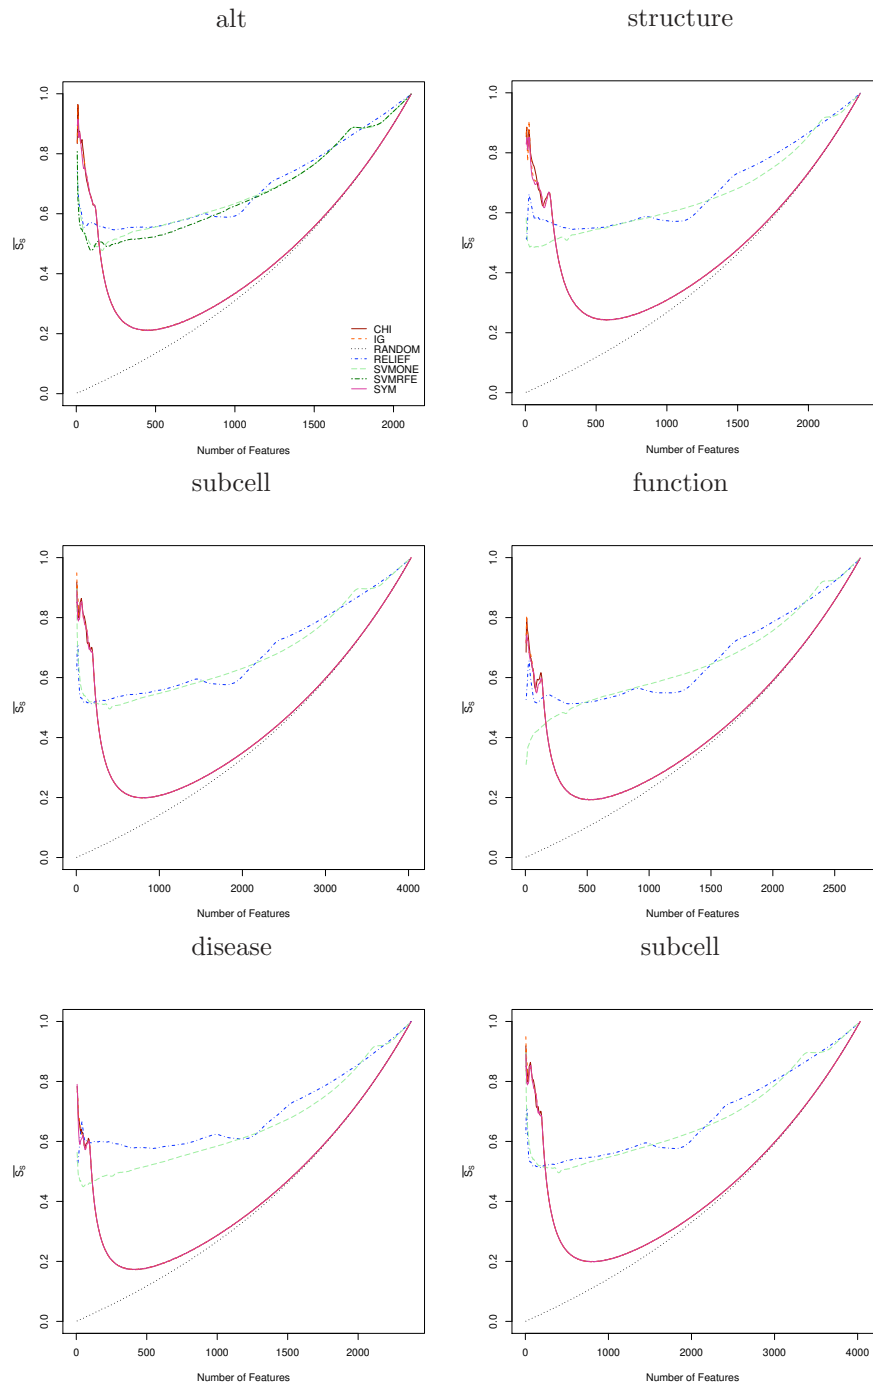 alt
structure
S̅s̅
0.0 0.2 0.4 0.6 0.8 1.0
CHI
IG
RANDOM
RELIEF
SVMONE
SVMRFE
SYM
0 500 1000 1500 2000
Number of Features
S̅s̅
0.0 0.2 0.4 0.6 0.8 1.0
0 500 1000 1500 2000
Number of Features
subcell
function
S̅s̅
0.0 0.2 0.4 0.6 0.8 1.0
0 1000 2000 3000 4000
Number of Features
S̅s̅
0.0 0.2 0.4 0.6 0.8 1.0
0 500 1000 1500 2000 2500
Number of Features
disease
subcell
S̅s̅
0.0 0.2 0.4 0.6 0.8 1.0
0 500 1000 1500 2000
Number of Features
S̅s̅
0.0 0.2 0.4 0.6 0.8 1.0
0 1000 2000 3000 4000
Number of Features